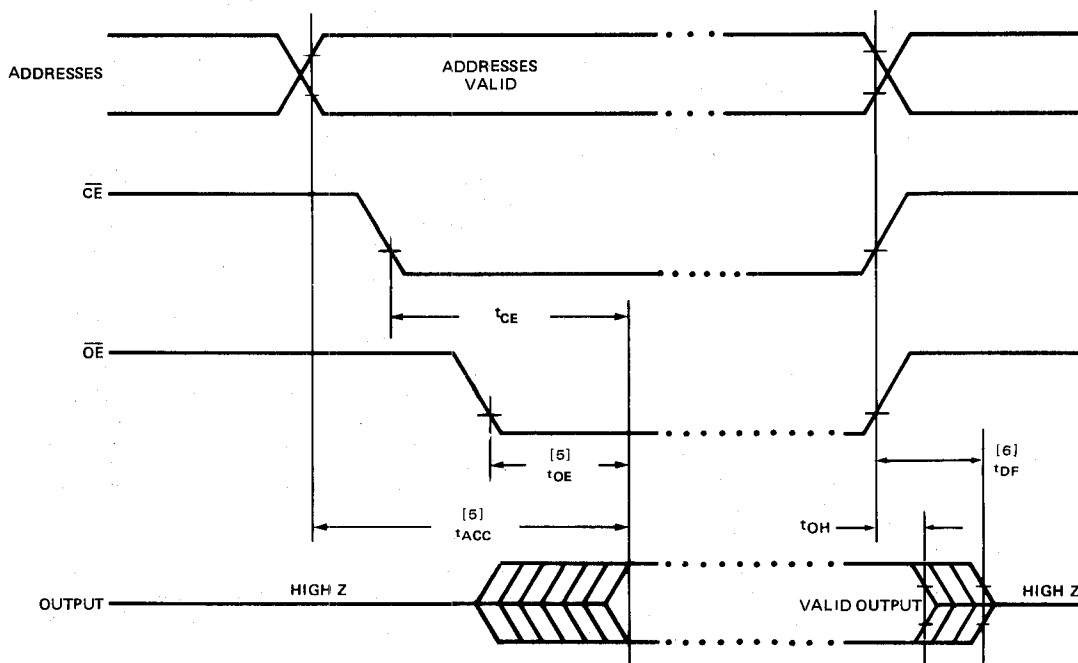 ADDRESSES
ADDRESSES
VALID
CE
tCE
OE
[5]
tOE
[6]
tDF
[5]
tACC
tOH
OUTPUT
HIGH Z
VALID OUTPUT
HIGH Z